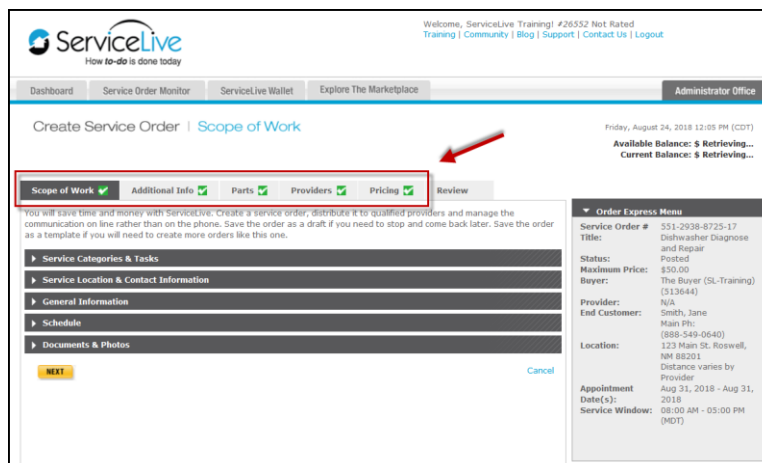 Welcome, ServiceLive Training! #26552 Not Rated
Training | Community | Blog | Support | Contact Us | Logout
ServiceLive
How to-do is done today
Dashboard Service Order Monitor ServiceLive Wallet Explore The Marketplace Administrator Office
Create Service Order | Scope of Work
Friday, August 24, 2018 12:05 PM (CDT)
Available Balance: $ Retrieving...
Current Balance: $ Retrieving...
Scope of Work Additional Info Parts Providers Pricing Review
You will save time and money with ServiceLive. Create a service order, distribute it to qualified providers and manage the
communication on line rather than on the phone. Save the order as a draft if you need to stop and come back later. Save the order
as a template if you will need to create more orders like this one.
Service Categories & Tasks
Service Location & Contact Information
General Information
Schedule
Documents & Photos
NEXT Cancel
Order Express Menu
Service Order # 551-2938-8725-17
Title: Dishwasher Diagnose
and Repair
Status: Posted
Maximum Price: $50.00
Buyer: The Buyer (SL-Training)
(513644)
Provider: N/A
End Customer: Smith, Jane
Main Ph:
(888-549-0640)
Location: 123 Main St. Roswell,
NM 88201
Distance varies by
Provider
Appointment Aug 31, 2018 - Aug 31,
Date(s): 2018
Service Window: 08:00 AM - 05:00 PM
(MDT)